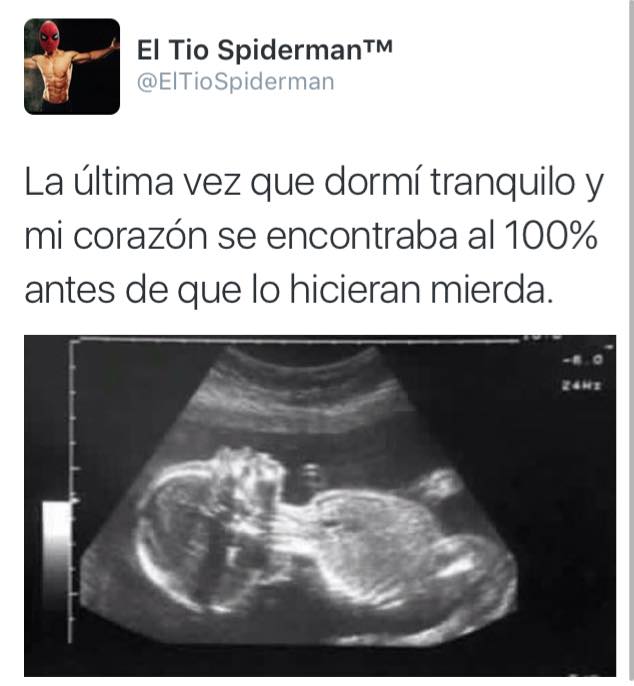 El Tio Spiderman™
@ElTioSpiderman
La última vez que dormí tranquilo y
mi corazón se encontraba al 100%
antes de que lo hicieran mierda.
24Hz